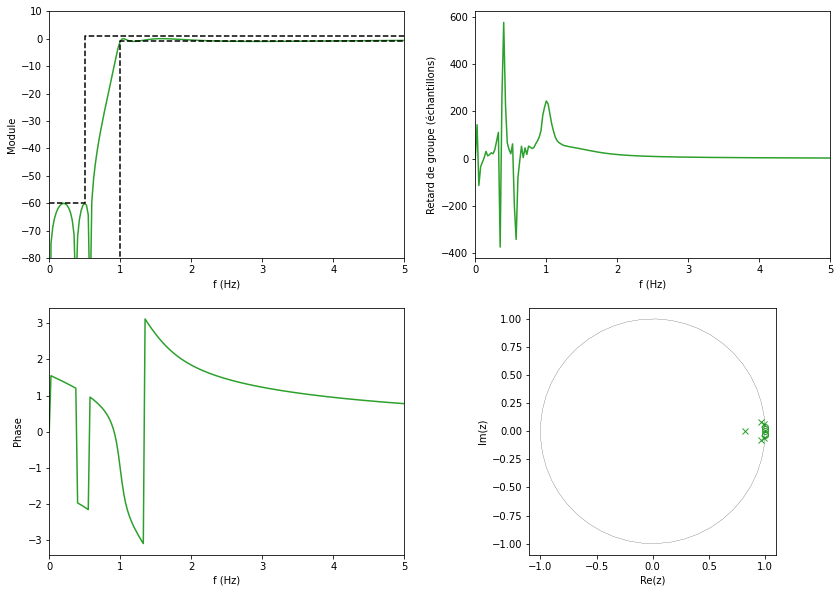 10
0
−10
−20
−30
−40
−50
−60
−70
−80
Module
0 1 2 3 4 5
f (Hz)
600
400
200
0
−200
−400
Retard de groupe (échantillons)
0 1 2 3 4 5
f (Hz)
3
2
1
0
−1
−2
−3
Phase
0 1 2 3 4 5
f (Hz)
1.00
0.75
0.50
0.25
0.00
−0.25
−0.50
−0.75
−1.00
Im(z)
−1.0 −0.5 0.0 0.5 1.0
Re(z)